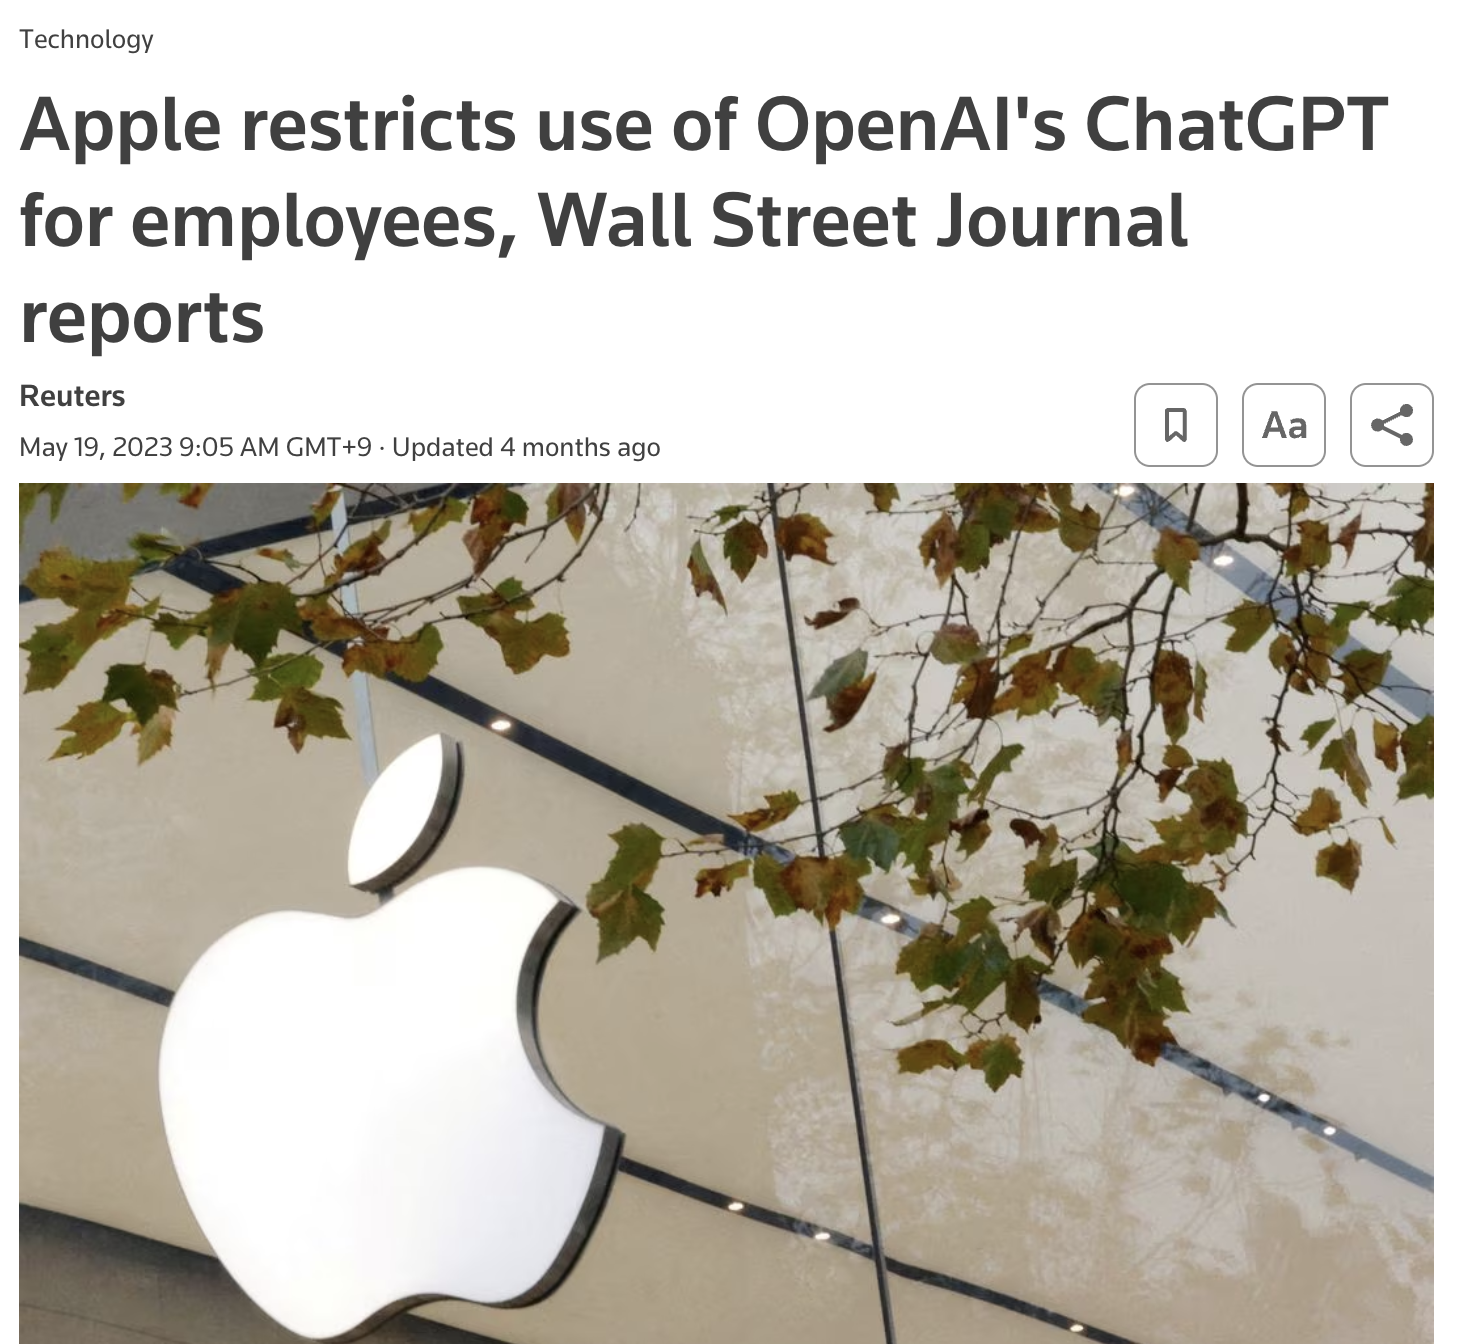 Technology
Apple restricts use of OpenAI's ChatGPT
for employees, Wall Street Journal
reports
Reuters
May 19, 2023 9:05 AM GMT+9 · Updated 4 months ago
Aa